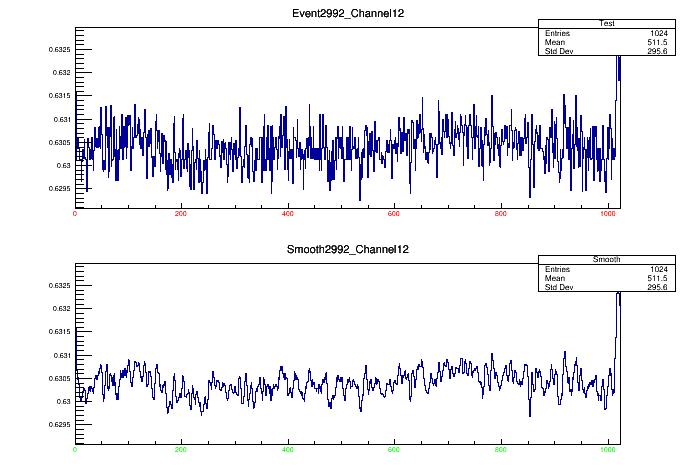 Event2992_Channel12
Test
Entries 1024
Mean 511.5
Std Dev 295.6
0.6325
0.632
0.6315
0.631
0.6305
0.63
0.6295
0 200 400 600 800 1000
Smooth2992_Channel12
Smooth
Entries 1024
Mean 511.5
Std Dev 295.6
0.6325
0.632
0.6315
0.631
0.6305
0.63
0.6295
0 200 400 600 800 1000